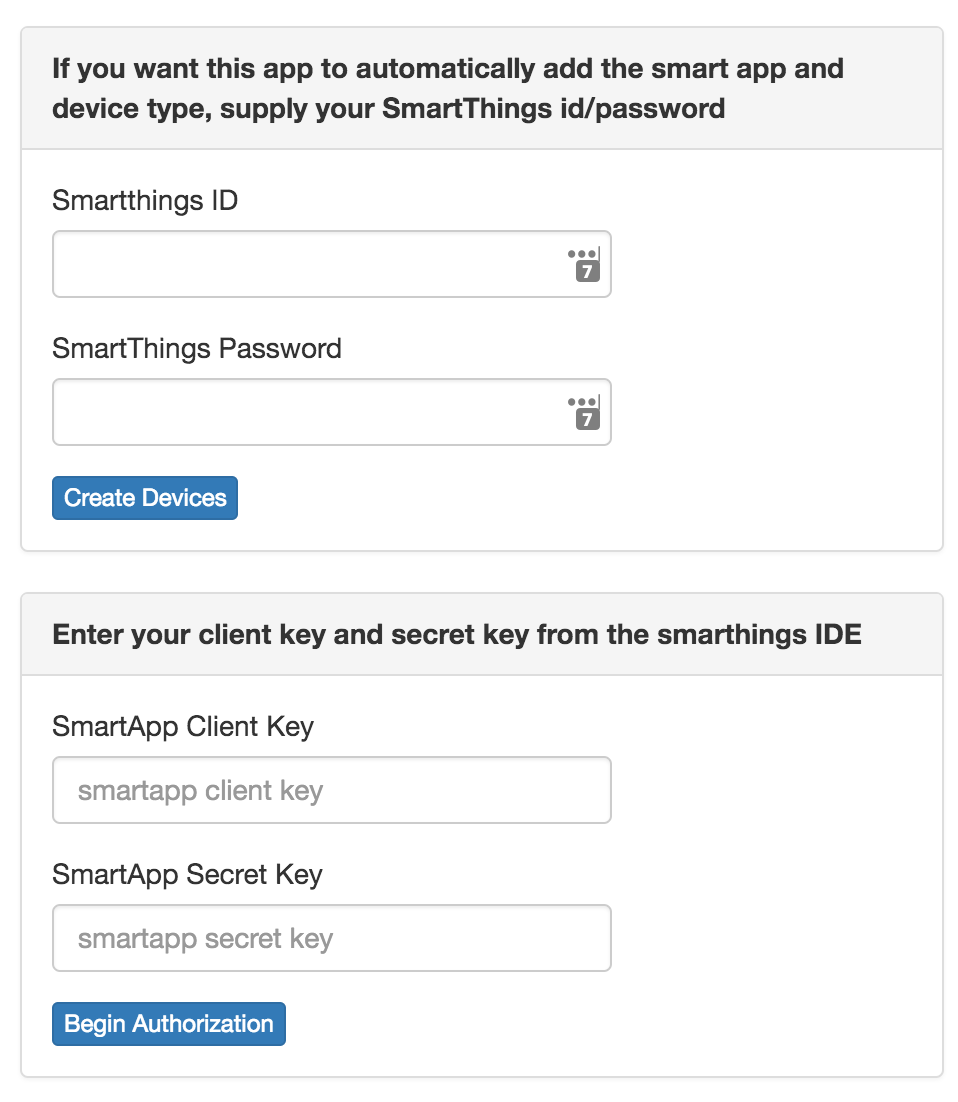 If you want this app to automatically add the smart app and
device type, supply your SmartThings id/password
Smartthings ID
7
SmartThings Password
7
Create Devices
Enter your client key and secret key from the smarthings IDE
SmartApp Client Key
smartapp client key
SmartApp Secret Key
smartapp secret key
Begin Authorization